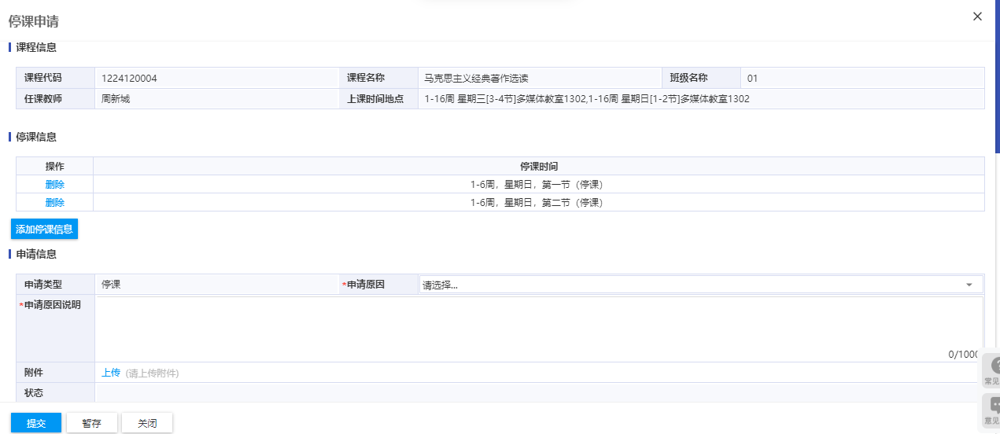 停课申请
课程信息
课程代码 1224120004 课程名称 马克思主义经典著作选读 班级名称 01
任课教师 周新城 上课时间地点 1-16周 星期三[3-4节]多媒体教室1302,1-16周 星期日[1-2节]多媒体教室1302
停课信息
操作 停课时间
删除 1-6周，星期日，第一节（停课）
删除 1-6周，星期日，第二节（停课）
添加停课信息
申请信息
申请类型 停课 *申请原因 请选择...
*申请原因说明
0/1000
附件 上传 (请上传附件)
状态
常见
意见
提交 暂存 关闭